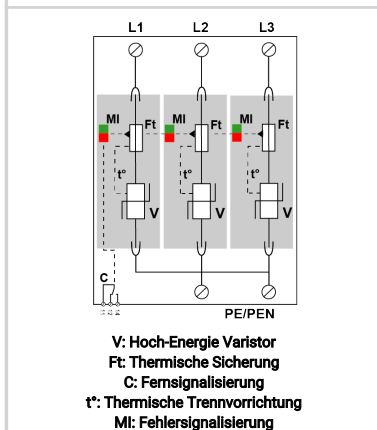 L1 L2 L3
MI Ft MI Ft MI Ft
t° t° t°
V V V
C
PE/PEN
V: Hoch-Energie Varistor
Ft: Thermische Sicherung
C: Fernsignalisierung
t°: Thermische Trennvorrichtung
MI: Fehlersignalisierung